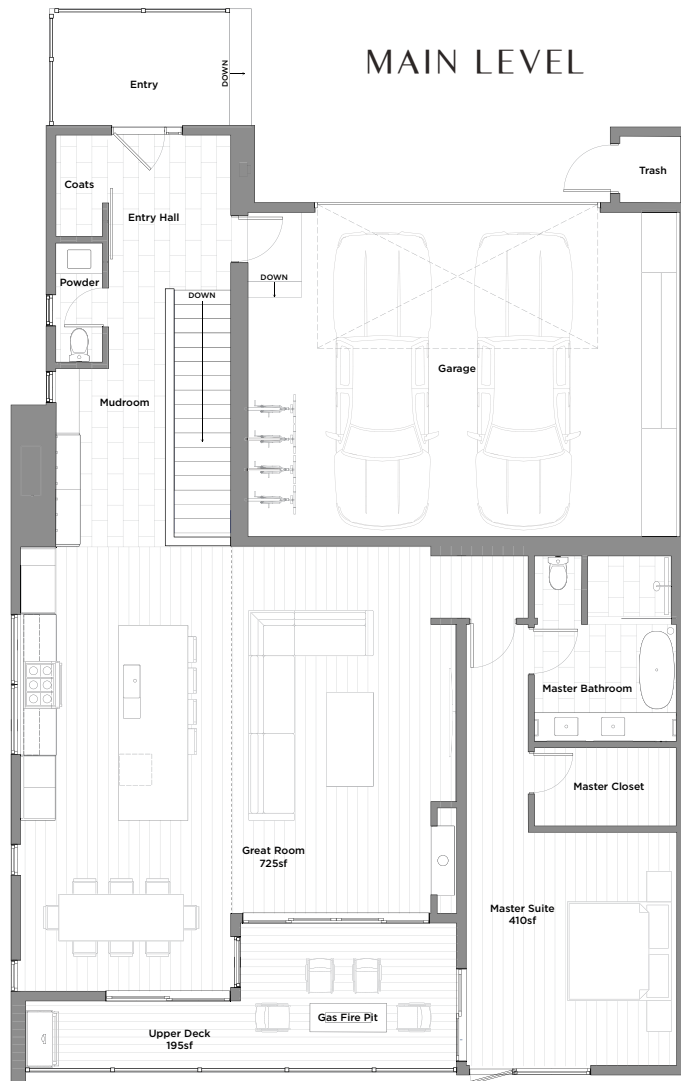 MAIN LEVEL
DOWN
Entry
Trash
Coats
Entry Hall
DOWN
Powder
DOWN
Garage
Mudroom
Master Bathroom
Master Closet
Great Room
725sf
Master Suite
410sf
Gas Fire Pit
Upper Deck
195sf